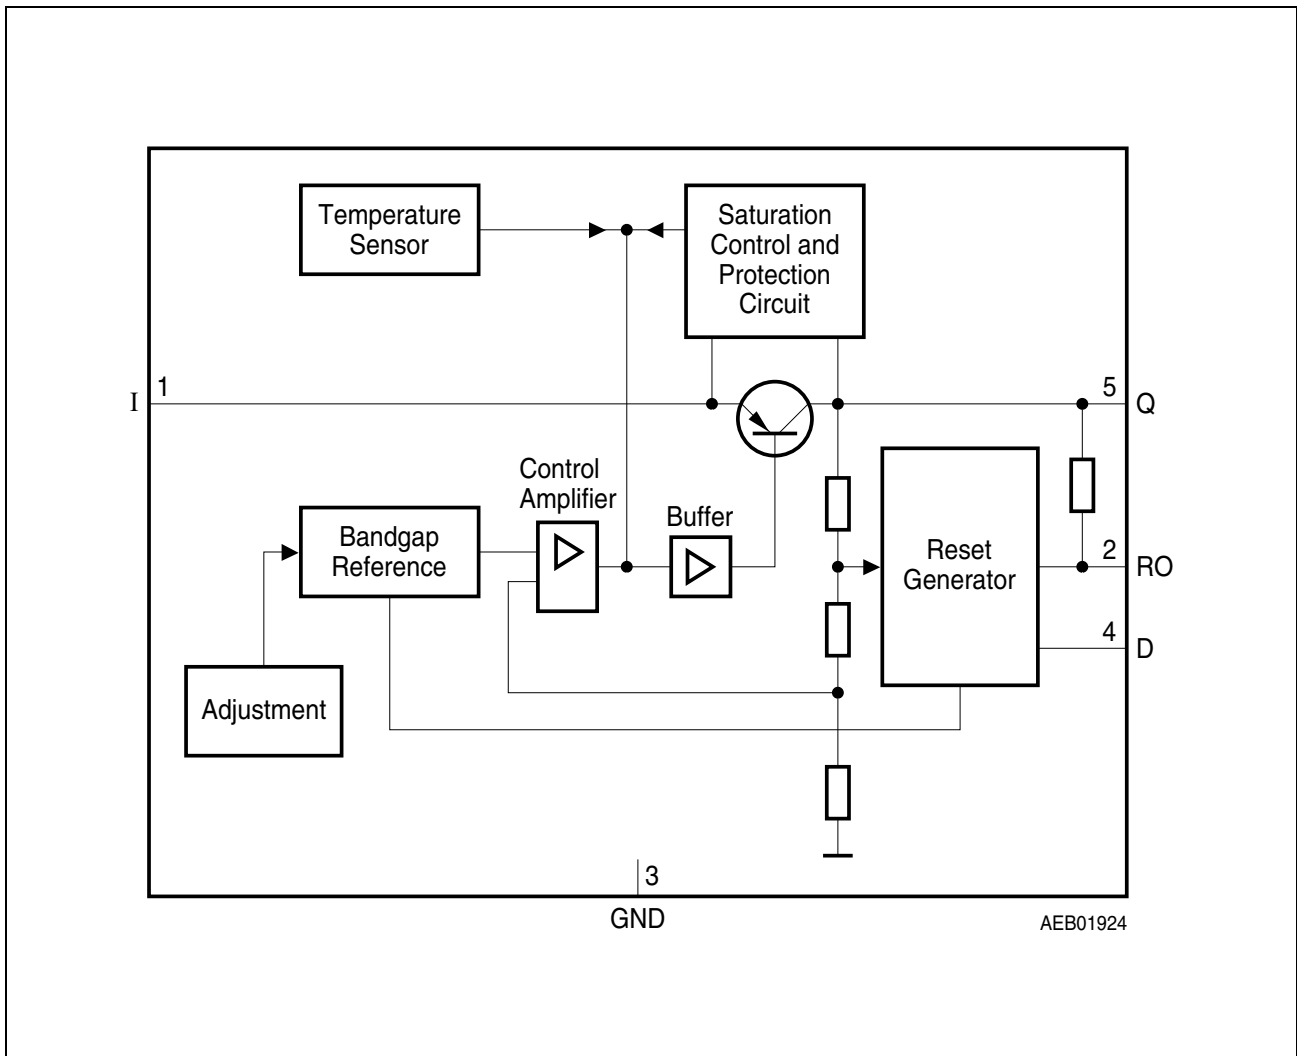 Temperature
Sensor
Saturation
Control and
Protection
Circuit
I
1
5
Q
Control
Amplifier
Buffer
Bandgap
Reference
Reset
Generator
2
RO
4
D
Adjustment
3
GND
AEB01924